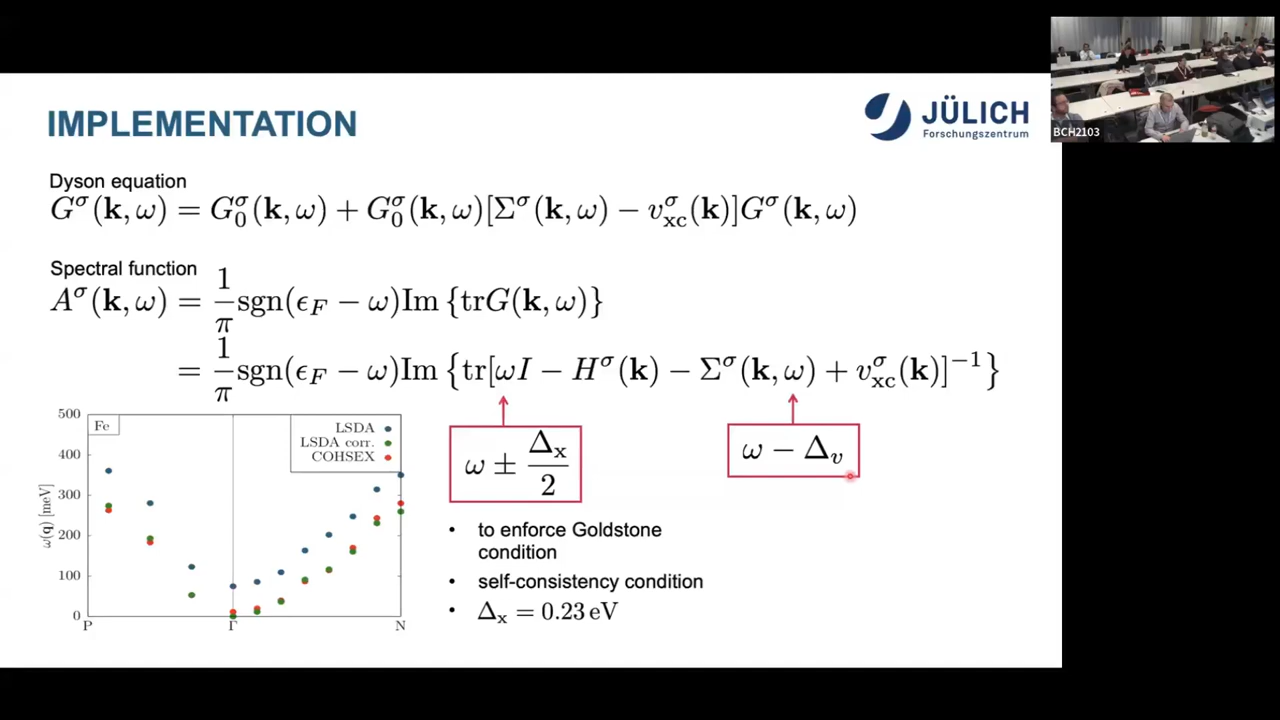 IMPLEMENTATION
JÜLICH
Forschungszentrum
BCH2103
Dyson equation
G^σ(𝐤, ω) = G_0^σ(𝐤, ω) + G_0^σ(𝐤, ω)[Σ^σ(𝐤, ω) − v_xc^σ(𝐤)]G^σ(𝐤, ω)
Spectral function
A^σ(𝐤, ω) = 1/π sgn(ϵ_F − ω)Im {trG(𝐤, ω)}
= 1/π sgn(ϵ_F − ω)Im {tr[ωI − H^σ(𝐤) − Σ^σ(𝐤, ω) + v_xc^σ(𝐤)]^−1}
ω ± Δ_x/2
ω − Δ_v
Fe
LSDA
LSDA corr.
COHSEX
ω(𝐪) [meV]
500
400
300
200
100
0
P
Γ
N
• to enforce Goldstone
condition
• self-consistency condition
• Δ_x = 0.23 eV